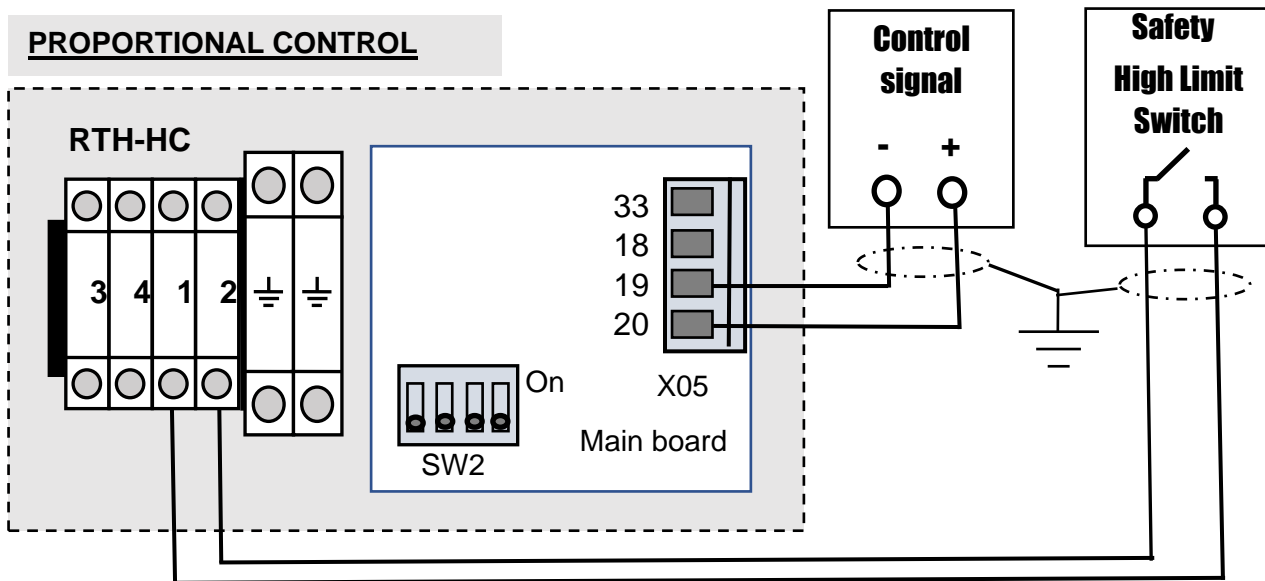 PROPORTIONAL CONTROL
RTH-HC
3 4 1 2
33
18
19
20
X05
On
SW2
Main board
Control
signal
- +
Safety
High Limit
Switch